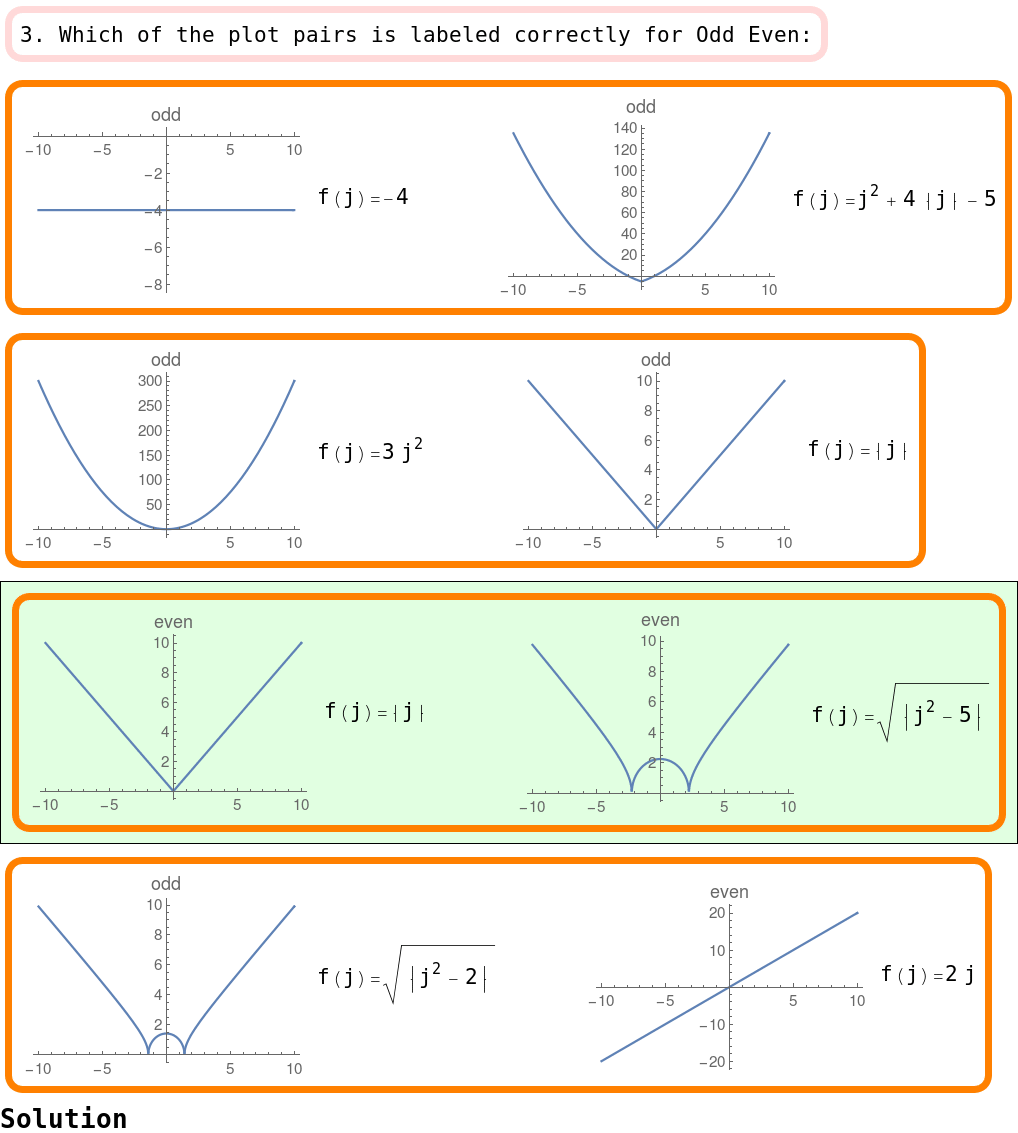 3. Which of the plot pairs is labeled correctly for Odd Even:
odd
−10 −5 5 10
−2
−4
−6
−8
f(j)=−4
odd
140
120
100
80
60
40
20
−10 −5 5 10
f(j)=j² + 4 |j| − 5
odd
300
250
200
150
100
50
−10 −5 5 10
f(j)=3 j²
odd
10
8
6
4
2
−10 −5 5 10
f(j)=|j|
even
10
8
6
4
2
−10 −5 5 10
f(j)=|j|
even
10
8
6
4
2
−10 −5 5 10
f(j)=√|j² − 5|
odd
10
8
6
4
2
−10 −5 5 10
f(j)=√|j² − 2|
even
20
10
−10 −5 5 10
−10
−20
f(j)=2 j
Solution